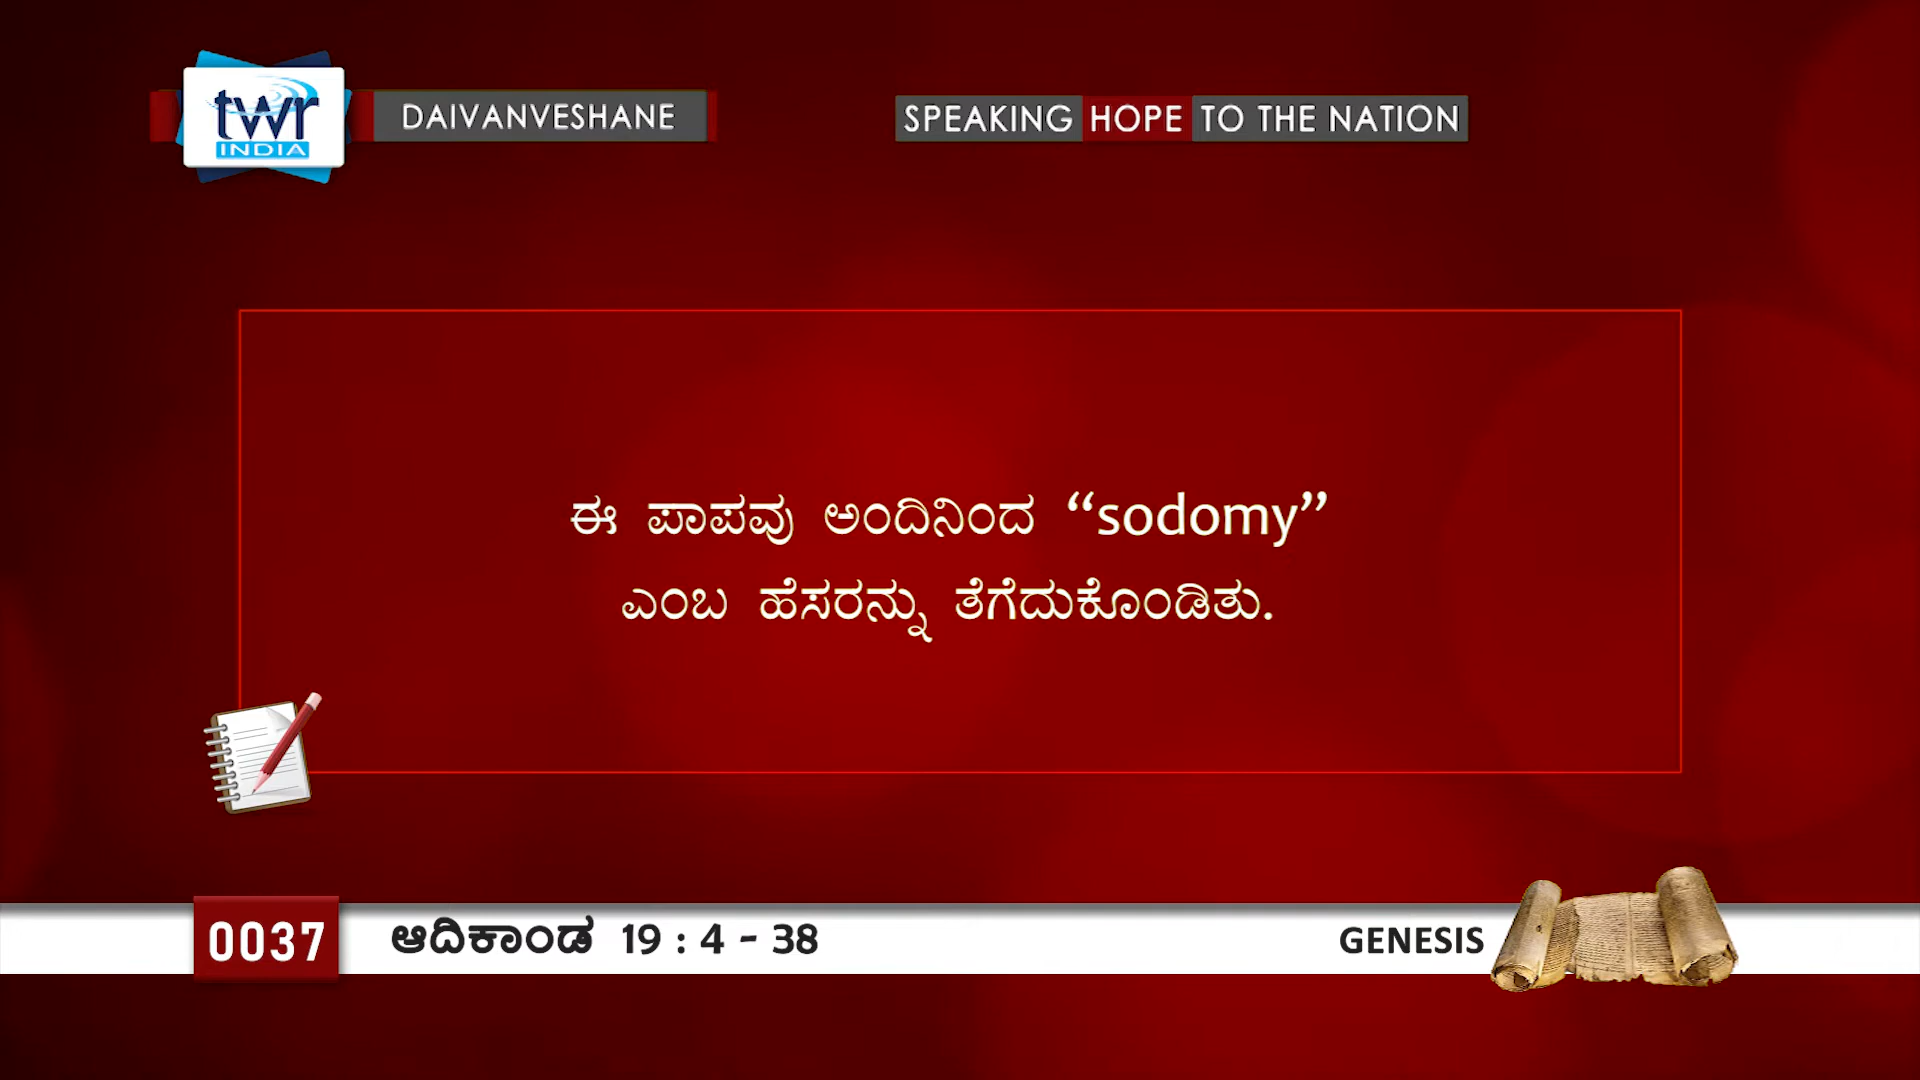 twr
INDIA
DAIVANVESHANE
SPEAKING HOPE TO THE NATION
ಈ ಪಾಪವು ಅಂದಿನಿಂದ “sodomy”
ಎಂಬ ಹೆಸರನ್ನು ತೆಗೆದುಕೊಂಡಿತು.
0037
ಆದಿಕಾಂಡ 19 : 4 - 38
GENESIS